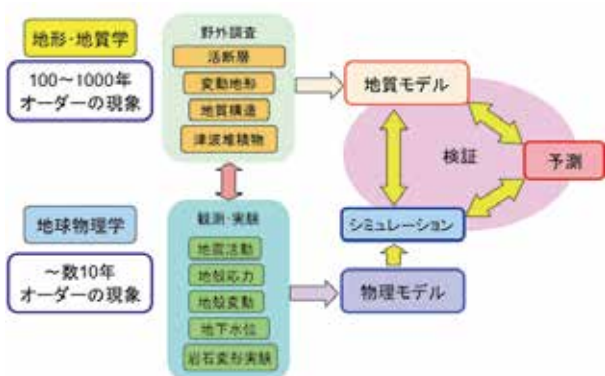 地形・地質学
100～1000年
オーダーの現象
野外調査
活断層
変動地形
地質構造
津波堆積物
地質モデル
検証
予測
地球物理学
～数10年
オーダーの現象
観測・実験
地震活動
地殻応力
地殻変動
地下水位
岩石変形実験
シミュレーション
物理モデル